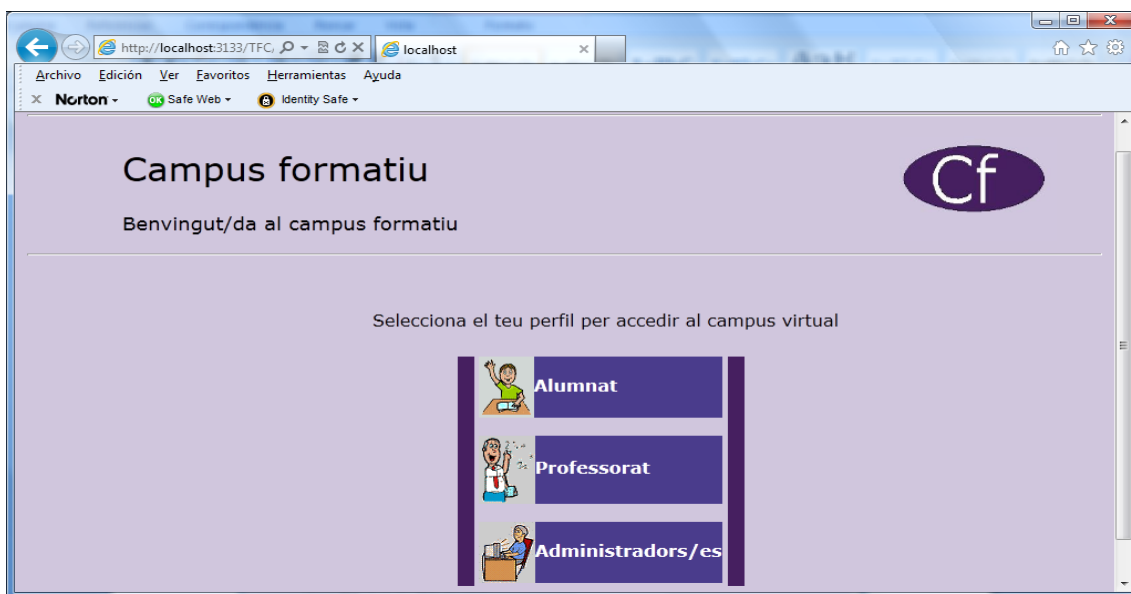 http://localhost:3133/TFC/
localhost
Archivo Edición Ver Favoritos Herramientas Ayuda
Norton
OK Safe Web
Identity Safe
Campus formatiu
Cf
Benvingut/da al campus formatiu
Selecciona el teu perfil per accedir al campus virtual
Alumnat
Professorat
Administradors/es